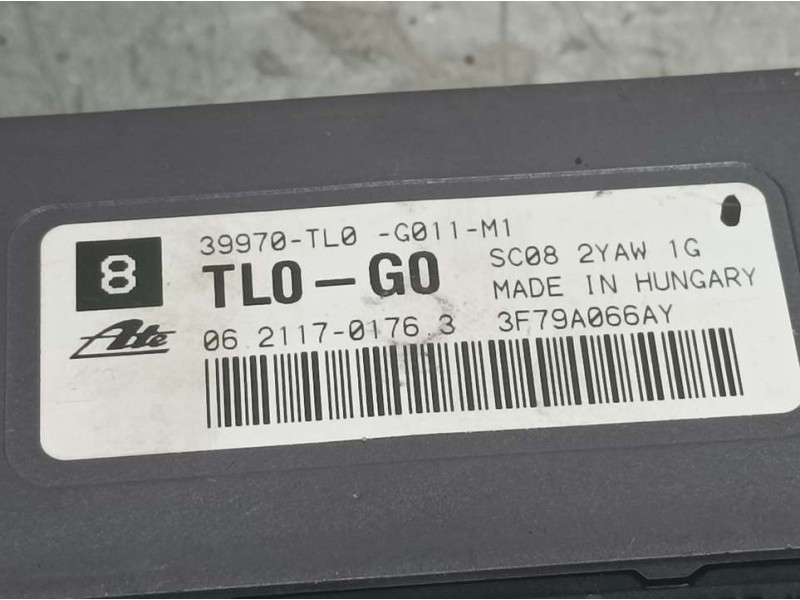 8
39970-TL0 -G011-M1
TL0-G0
SC08 2YAW 1G
MADE IN HUNGARY
Ate
06 2117-0176 3
3F79A066AY